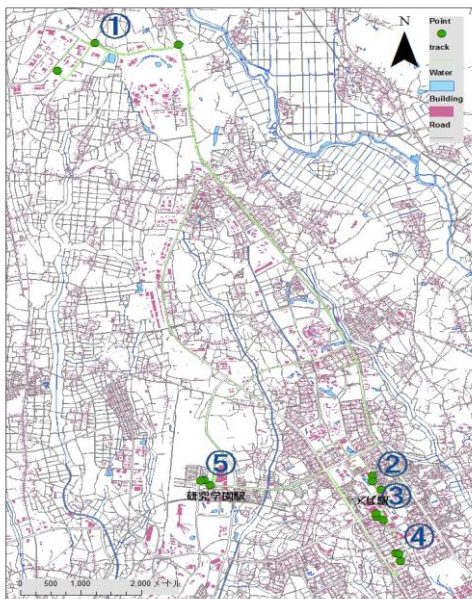 ①
N
Point
track
Water
Building
Road
②
⑤
研究学園駅
つくば駅
③
④
0 500 1,000 2,000 メートル